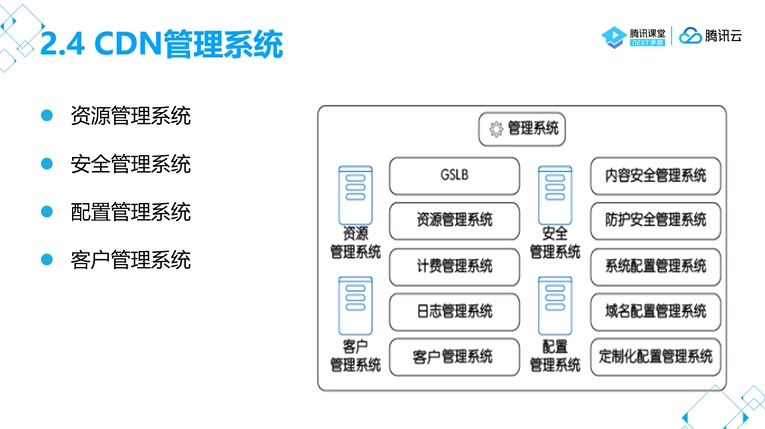 2.4 CDN管理系统
腾讯课堂
NEXT学院
腾讯云
资源管理系统
安全管理系统
配置管理系统
客户管理系统
管理系统
资源
管理系统
GSLB
资源管理系统
计费管理系统
日志管理系统
客户管理系统
客户
管理系统
安全
管理系统
内容安全管理系统
防护安全管理系统
系统配置管理系统
域名配置管理系统
定制化配置管理系统
配置
管理系统